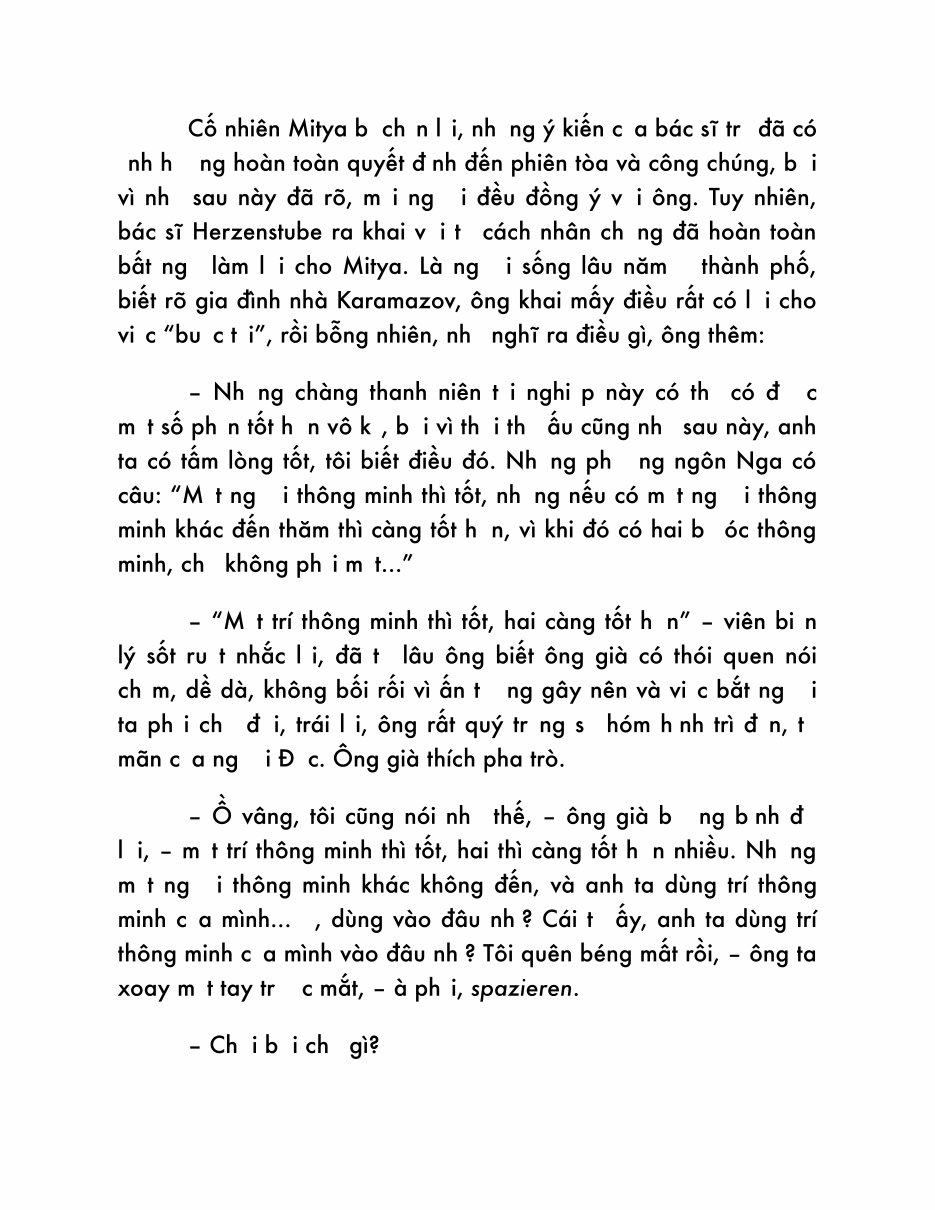 Cố nhiên Mitya b ch n l i, nh ng ý kiến c a bác sĩ tr đã có
nh h ng hoàn toàn quyết đ nh đến phiên tòa và công chúng, b i
vì nh sau này đã rõ, m i ng i đều đồng ý v i ông. Tuy nhiên,
bác sĩ Herzenstube ra khai v i t cách nhân ch ng đã hoàn toàn
bất ng làm l i cho Mitya. Là ng i sống lâu năm thành phố,
biết rõ gia đình nhà Karamazov, ông khai mấy điều rất có l i cho
vi c “bu c t i”, rồi bỗng nhiên, nh nghĩ ra điều gì, ông thêm:
– Nh ng chàng thanh niên t i nghi p này có th có đ c
m t số ph n tốt h n vô k , b i vì th i th ấu cũng nh sau này, anh
ta có tấm lòng tốt, tôi biết điều đó. Nh ng ph ng ngôn Nga có
câu: “M t ng i thông minh thì tốt, nh ng nếu có m t ng i thông
minh khác đến thăm thì càng tốt h n, vì khi đó có hai b óc thông
minh, ch không ph i m t...”
– “M t trí thông minh thì tốt, hai càng tốt h n” – viên bi n
lý sốt ru t nhắc l i, đã t lâu ông biết ông già có thói quen nói
ch m, dề dà, không bối rối vì ấn t ng gây nên và vi c bắt ng i
ta ph i ch đ i, trái l i, ông rất quý tr ng s hóm h nh trì đ n, t
mãn c a ng i Đ c. Ông già thích pha trò.
– Ồ vâng, tôi cũng nói nh thế, – ông già b ng b nh đ
l i, – m t trí thông minh thì tốt, hai thì càng tốt h n nhiều. Nh ng
m t ng i thông minh khác không đến, và anh ta dùng trí thông
minh c a mình... , dùng vào đâu nh ? Cái t ấy, anh ta dùng trí
thông minh c a mình vào đâu nh ? Tôi quên béng mất rồi, – ông ta
xoay m t tay tr c mắt, – à ph i, spazieren.
– Ch i b i ch gì?